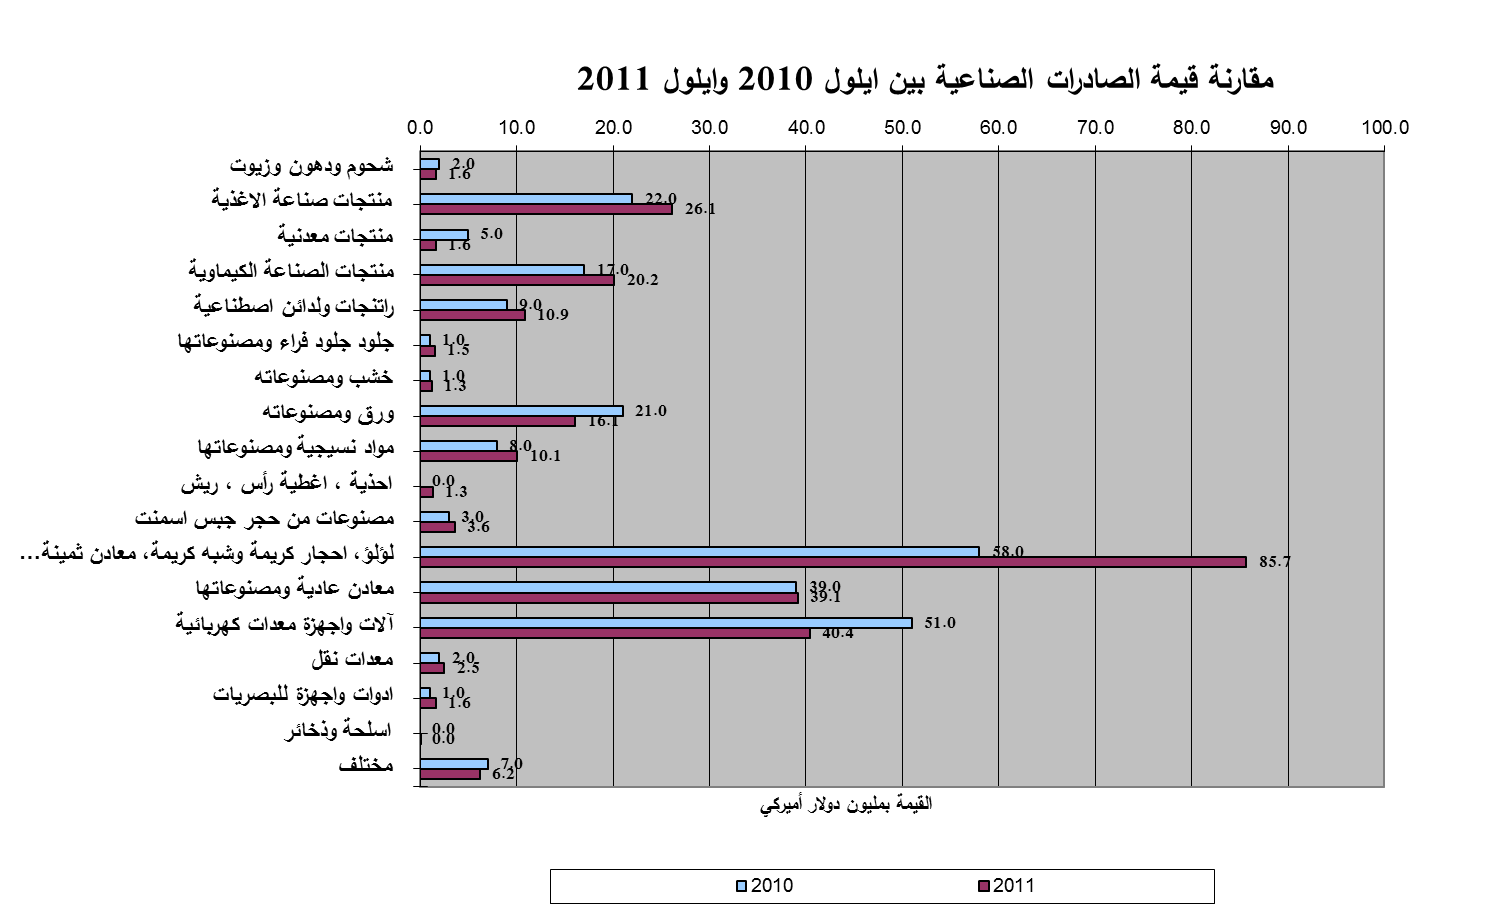 مقارنة قيمة الصادرات الصناعية بين ايلول 2010 وايلول 2011
0.0 10.0 20.0 30.0 40.0 50.0 60.0 70.0 80.0 90.0 100.0
شحوم ودهون وزيوت
2.0
1.6
منتجات صناعة الاغذية
22.0
26.1
منتجات معدنية
5.0
1.6
منتجات الصناعة الكيماوية
17.0
20.2
راتنجات ولدائن اصطناعية
9.0
10.9
جلود جلود فراء ومصنوعاتها
1.0
1.5
خشب ومصنوعاته
1.0
1.3
ورق ومصنوعاته
21.0
16.1
مواد نسيجية ومصنوعاتها
8.0
10.1
احذية ، اغطية رأس ، ريش
0.0
1.3
مصنوعات من حجر جبس اسمنت
3.0
3.6
لؤلؤ، احجار كريمة وشبه كريمة، معادن ثمينة...
58.0
85.7
معادن عادية ومصنوعاتها
39.0
39.1
آلات واجهزة معدات كهربائية
51.0
40.4
معدات نقل
2.0
2.5
ادوات واجهزة للبصريات
1.0
1.6
اسلحة وذخائر
0.0
0.0
مختلف
7.0
6.2
القيمة بمليون دولار أميركي
2010 2011